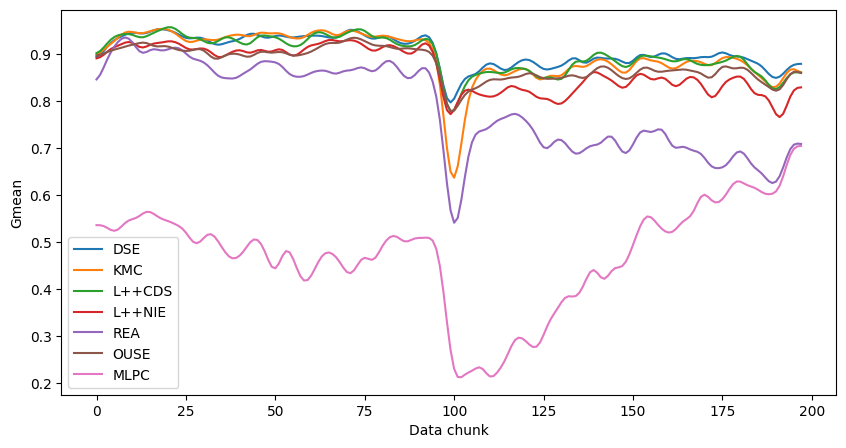 Gmean
0.9
0.8
0.7
0.6
0.5
0.4
0.3
0.2
DSE
KMC
L++CDS
L++NIE
REA
OUSE
MLPC
0 25 50 75 100 125 150 175 200
Data chunk